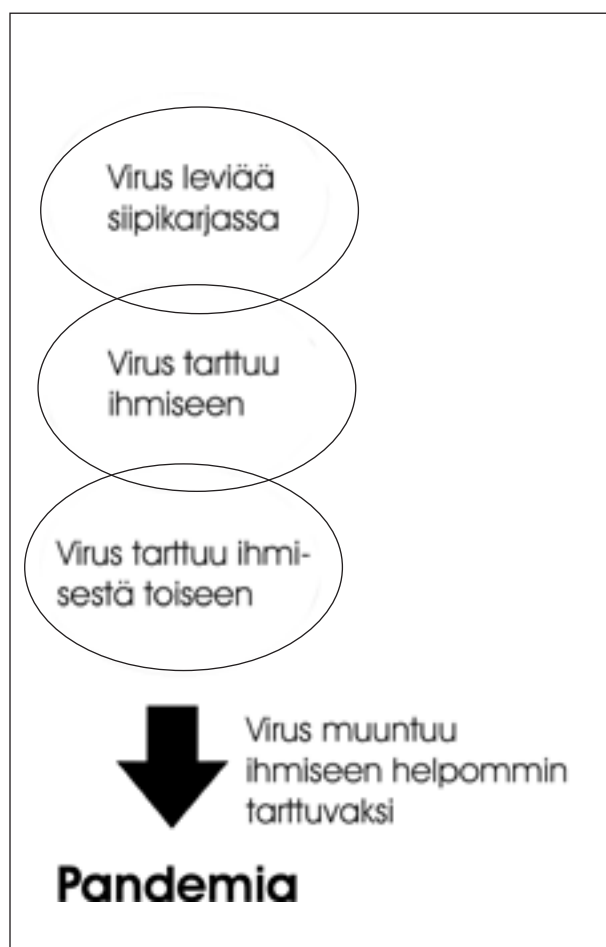 Virus leviää
siipikarjassa
Virus tarttuu
ihmiseen
Virus tarttuu ihmi-
sestä toiseen
Virus muuntuu
ihmiseen helpommin
tarttuvaksi
Pandemia